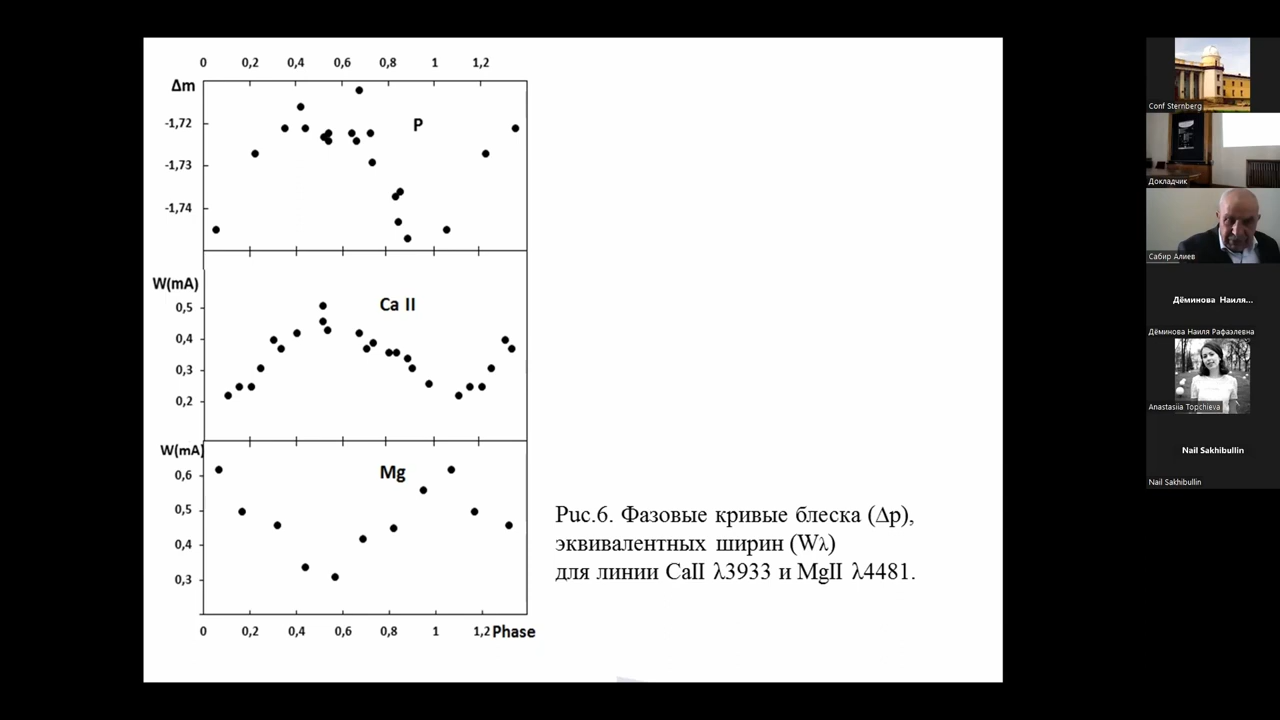 0 0,2 0,4 0,6 0,8 1 1,2
Δm
-1,72
-1,73
-1,74
P
W(mA)
0,5
0,4
0,3
0,2
Ca II
W(mA)
0,6
0,5
0,4
0,3
Mg
0 0,2 0,4 0,6 0,8 1 1,2 Phase
Рис.6. Фазовые кривые блеска (Δp),
эквивалентных ширин (Wλ)
для линии CaII λ3933 и MgII λ4481.
Conf Sternberg
Докладчик
Сабир Алиев
Дёминова Наиля...
Дёминова Наиля Рафаэлевна
Anastasiia Topchieva
Nail Sakhibullin
Nail Sakhibullin